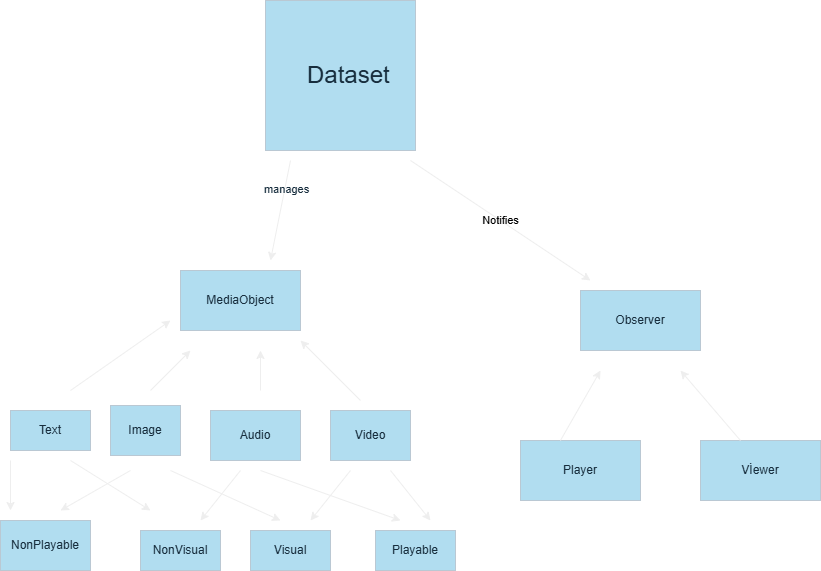 Dataset
manages
Notifies
MediaObject
Observer
Text
Image
Audio
Video
Player
Viewer
NonPlayable
NonVisual
Visual
Playable